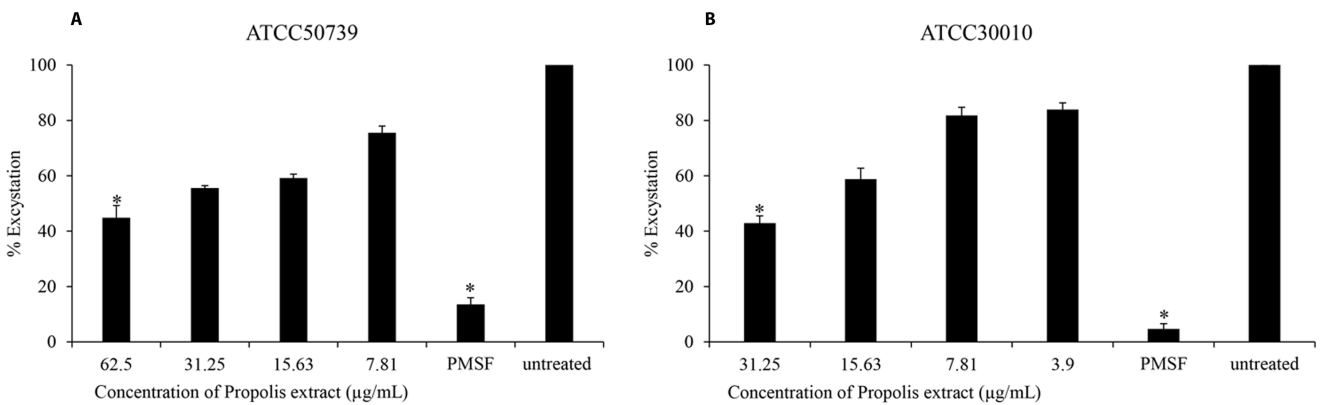 A
ATCC50739
100
80
60
40
20
0
% Excystation
*
*
62.5 31.25 15.63 7.81 PMSF untreated
Concentration of Propolis extract (µg/mL)
B
ATCC30010
100
80
60
40
20
0
% Excystation
*
*
31.25 15.63 7.81 3.9 PMSF untreated
Concentration of Propolis extract (µg/mL)